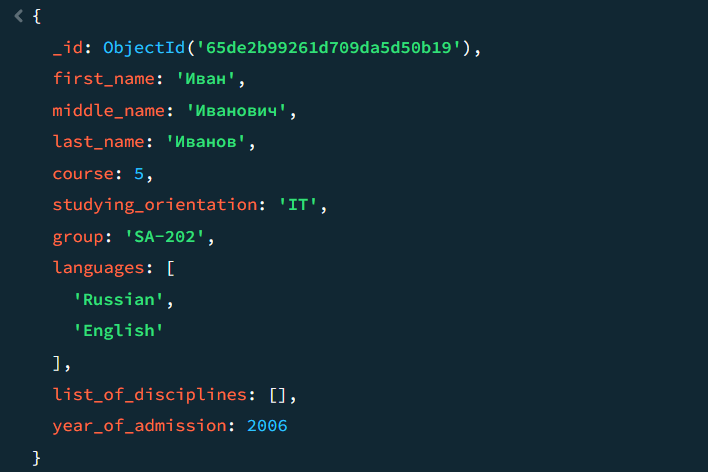 {
_id: ObjectId('65de2b99261d709da5d50b19'),
first_name: 'Иван',
middle_name: 'Иванович',
last_name: 'Иванов',
course: 5,
studying_orientation: 'IT',
group: 'SA-202',
languages: [
'Russian',
'English'
],
list_of_disciplines: [],
year_of_admission: 2006
}